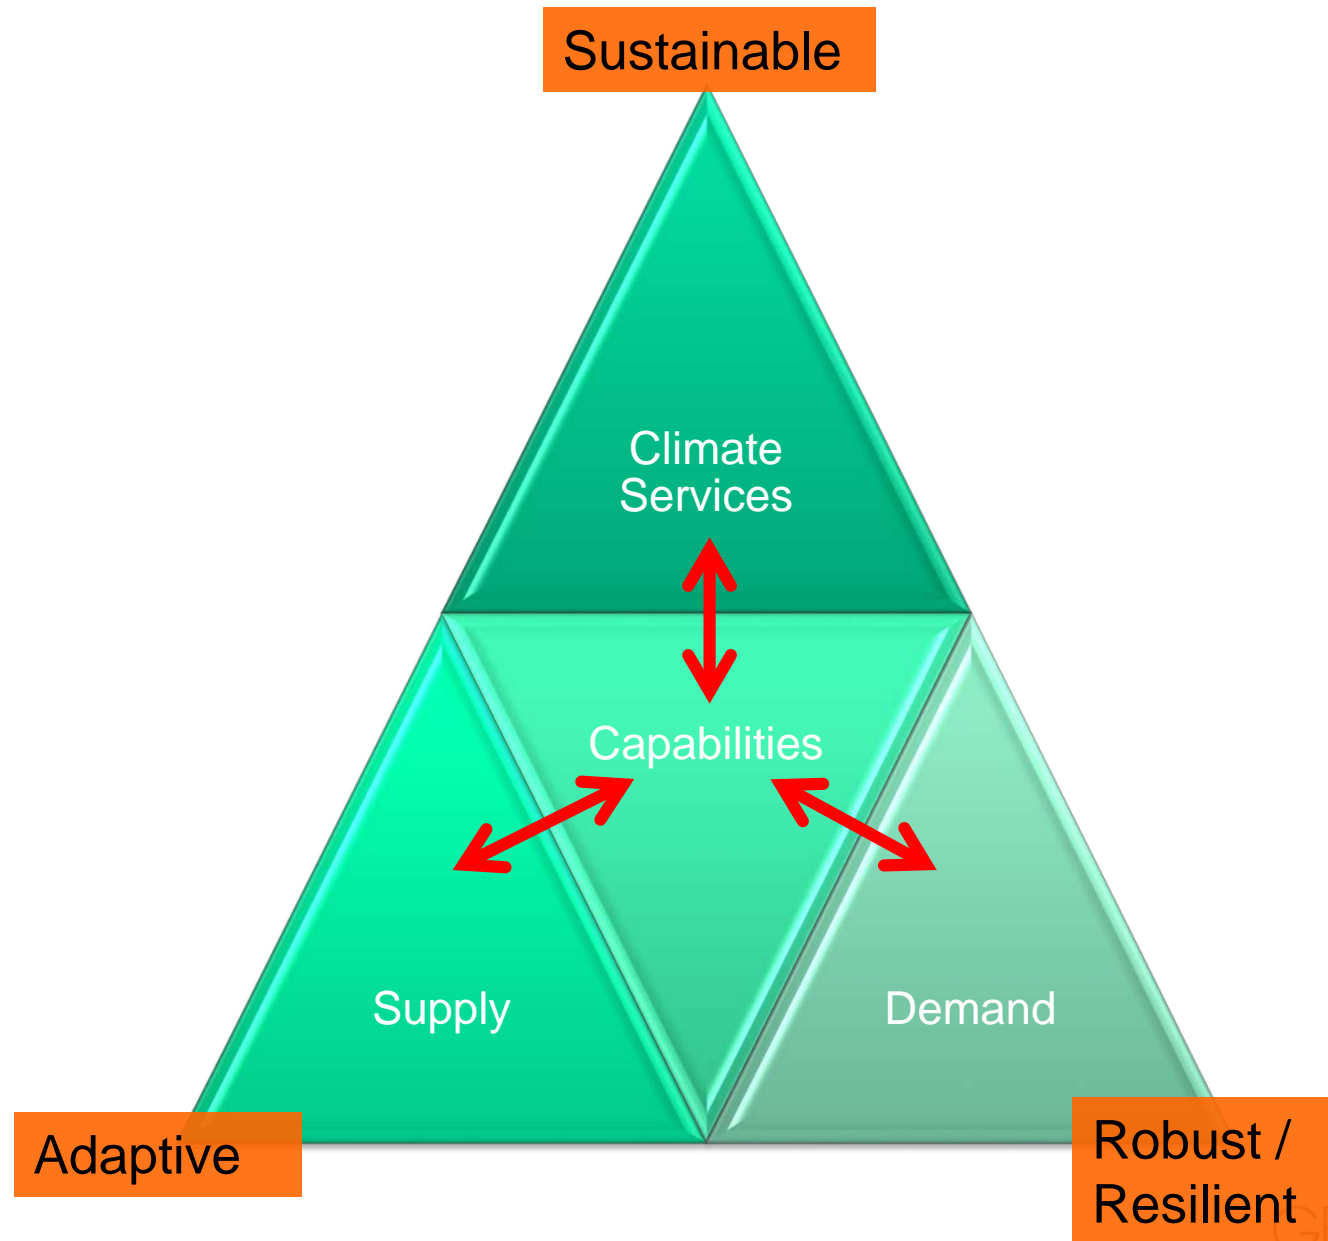 Sustainable
Climate
Services
Capabilities
Supply
Demand
Adaptive
Robust /
Resilient